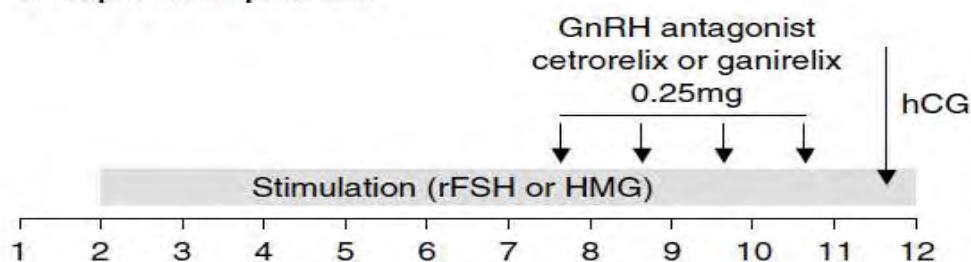 GnRH antagonist
cetrorelix or ganirelix
0.25mg
hCG
Stimulation (rFSH or HMG)
1 2 3 4 5 6 7 8 9 10 11 12